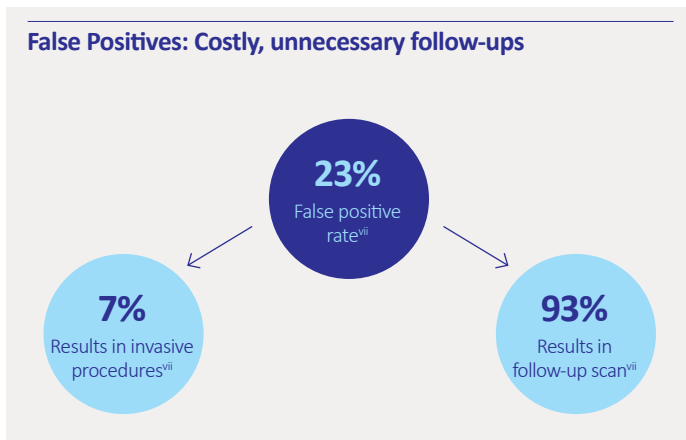 False Positives: Costly, unnecessary follow-ups
23%
False positive
rateᵛⁱⁱ
7%
Results in invasive
proceduresᵛⁱⁱ
93%
Results in
follow-up scanᵛⁱⁱ